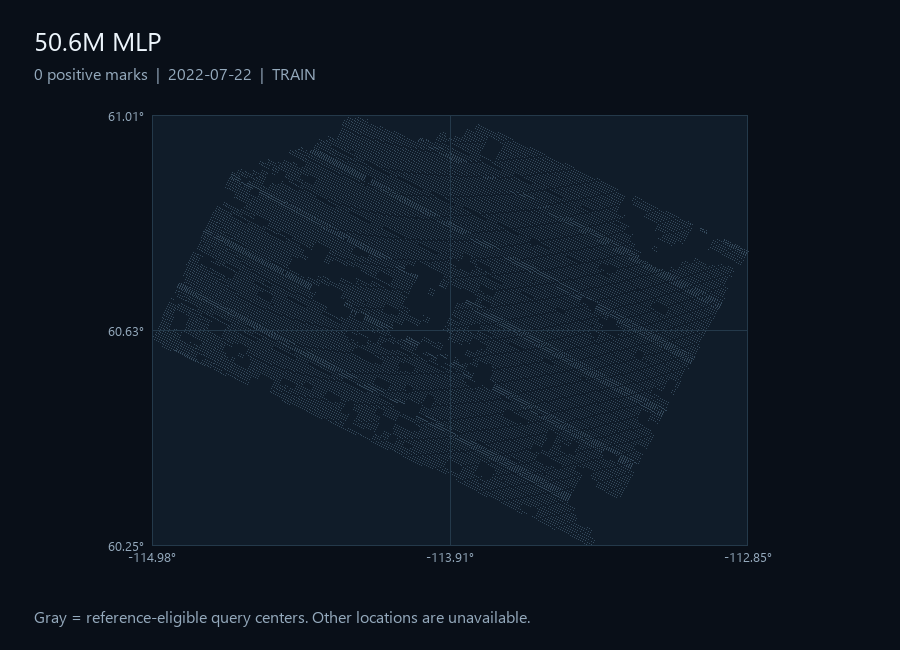 50.6M MLP
0 positive marks | 2022-07-22 | TRAIN
61.01°
60.63°
60.25°
-114.98°
-113.91°
-112.85°
Gray = reference-eligible query centers. Other locations are unavailable.